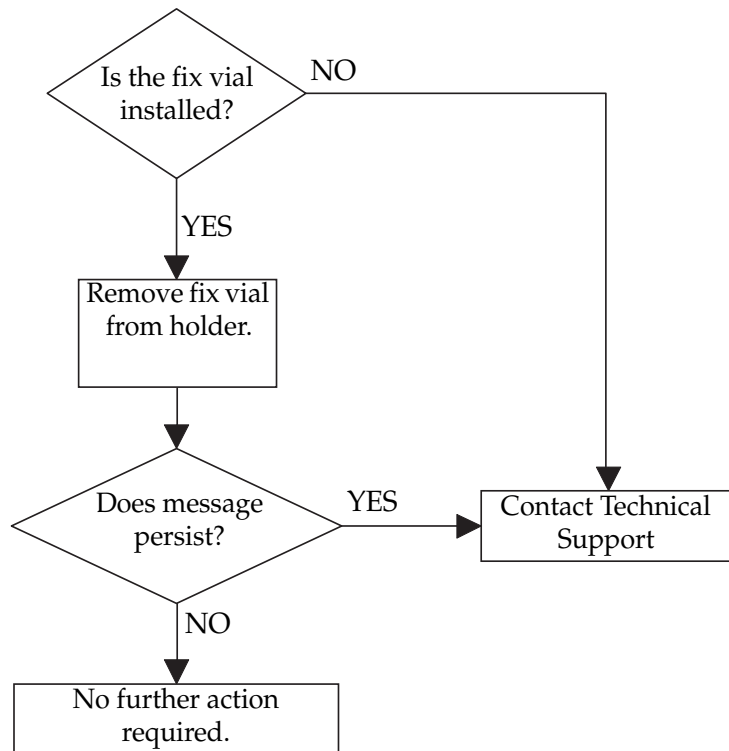 Is the fix vial
installed?
NO
YES
Remove fix vial
from holder.
Does message
persist?
YES
Contact Technical
Support
NO
No further action
required.